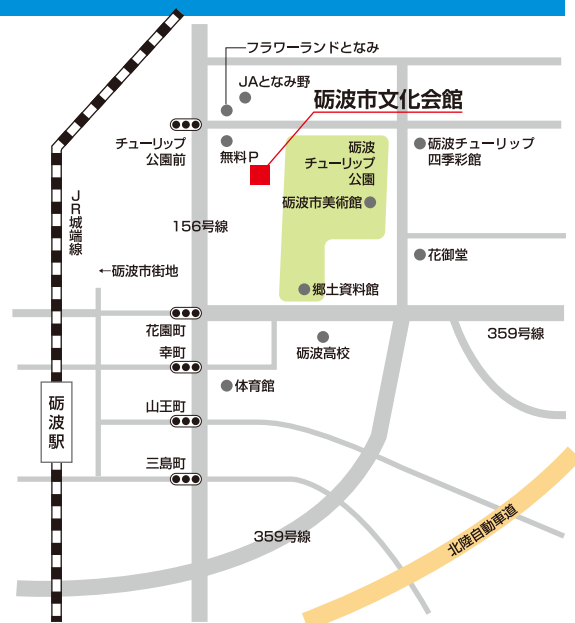 フラワーランドとなみ
JAとなみ野
砺波市文化会館
チューリップ
公園前
無料P
砺波
チューリップ
公園
砺波チューリップ
四季彩館
砺波市美術館
JR城端線
156号線
花御堂
←砺波市街地
郷土資料館
花園町
359号線
幸町
砺波高校
体育館
砺波駅
山王町
三島町
359号線
北陸自動車道